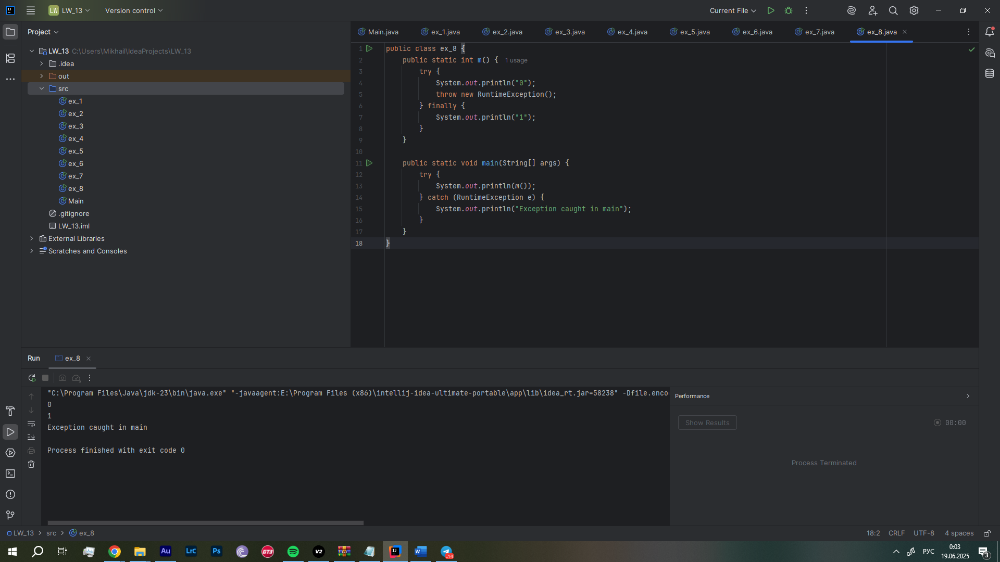 LW LW_13 Version control Current File
Project
Main.java ex_1.java ex_2.java ex_3.java ex_4.java ex_5.java ex_6.java ex_7.java ex_8.java
LW_13 C:\Users\Mikhail\IdeaProjects\LW_13
.idea
out
src
ex_1
ex_2
ex_3
ex_4
ex_5
ex_6
ex_7
ex_8
Main
.gitignore
LW_13.iml
External Libraries
Scratches and Consoles
1 public class ex_8 {
2 public static int m() { 1 usage
3 try {
4 System.out.println("0");
5 throw new RuntimeException();
6 } finally {
7 System.out.println("1");
8 }
9 }
10
11 public static void main(String[] args) {
12 try {
13 System.out.println(m());
14 } catch (RuntimeException e) {
15 System.out.println("Exception caught in main");
16 }
17 }
18 }
Run ex_8
"C:\Program Files\Java\jdk-23\bin\java.exe" "-javaagent:E:\Program Files (x86)\intellij-idea-ultimate-portable\app\lib\idea_rt.jar=58238" -Dfile.enco
0
1
Exception caught in main
Process finished with exit code 0
Performance
Show Results 00:00
Process Terminated
LW_13 src ex_8 18:2 CRLF UTF-8 4 spaces
Au LrC Ps GT3 V2 IJ W 14 РУС 0:03
19.06.2025 3